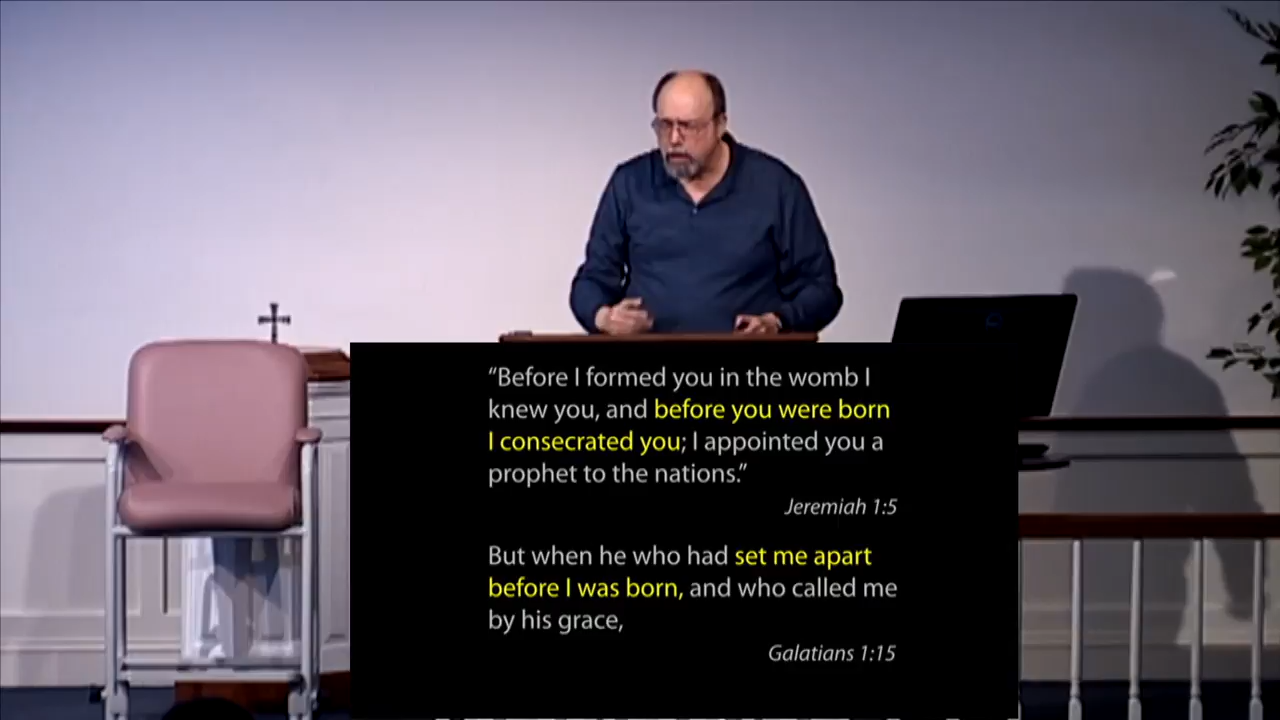 “Before I formed you in the womb I
knew you, and before you were born
I consecrated you; I appointed you a
prophet to the nations.”
Jeremiah 1:5
But when he who had set me apart
before I was born, and who called me
by his grace,
Galatians 1:15